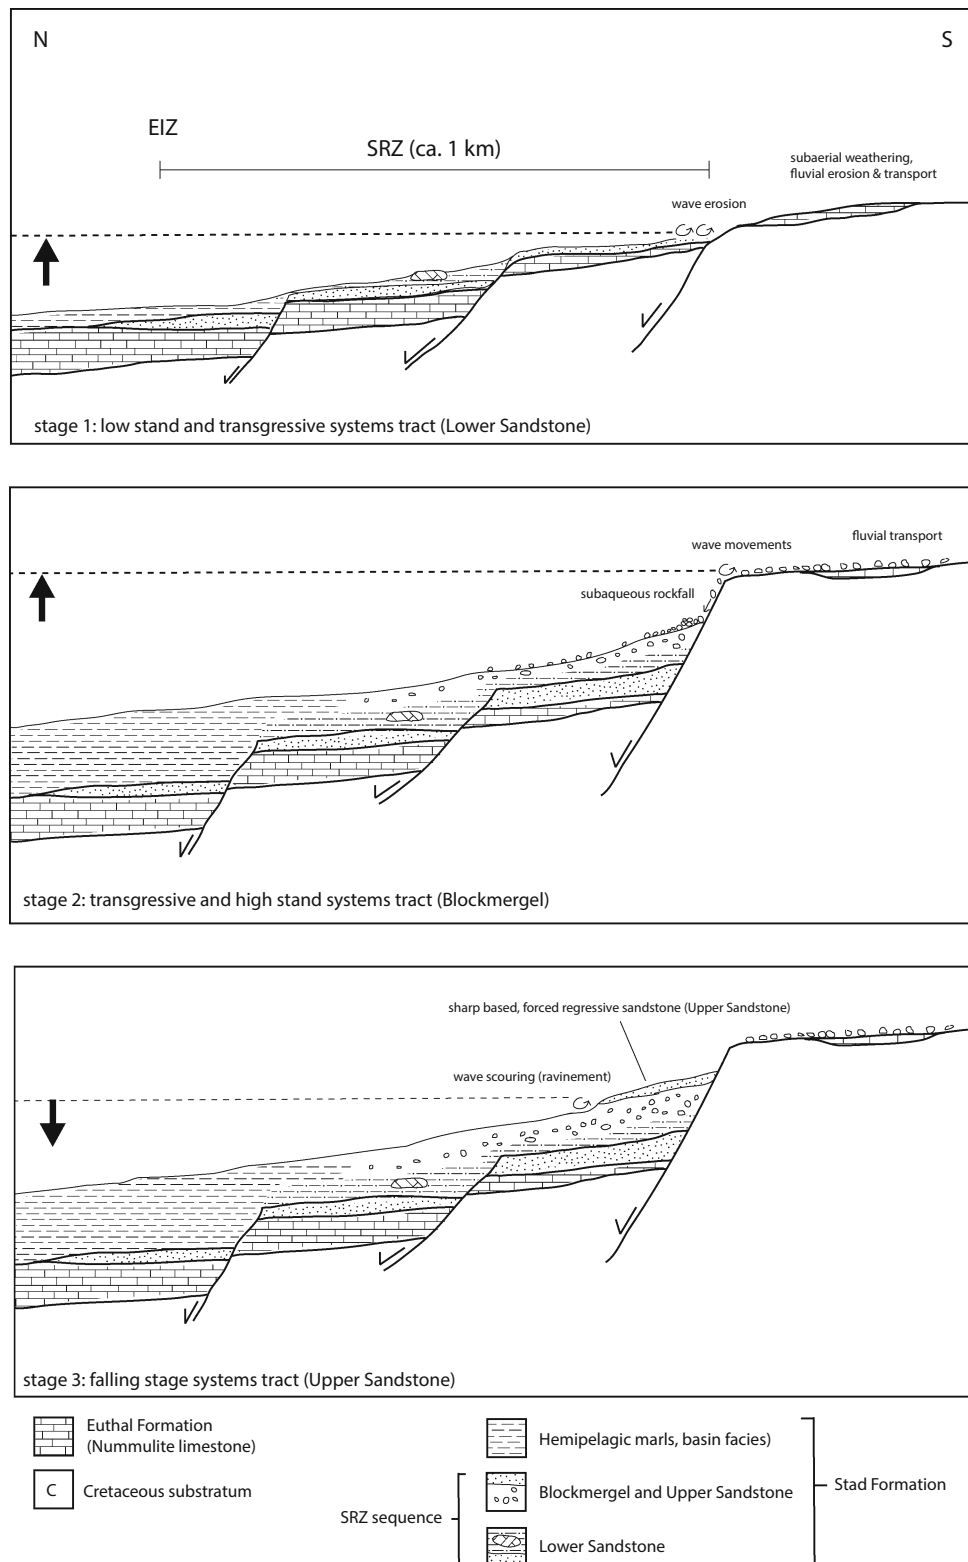 N
S
EIZ
SRZ (ca. 1 km)
subaerial weathering,
fluvial erosion & transport
wave erosion
stage 1: low stand and transgressive systems tract (Lower Sandstone)
fluvial transport
wave movements
subaqueous rockfall
stage 2: transgressive and high stand systems tract (Blockmergel)
sharp based, forced regressive sandstone (Upper Sandstone)
wave scouring (ravinement)
stage 3: falling stage systems tract (Upper Sandstone)
Euthal Formation
(Nummulite limestone)
C
Cretaceous substratum
Hemipelagic marls, basin facies)
Blockmergel and Upper Sandstone
Stad Formation
SRZ sequence
Lower Sandstone